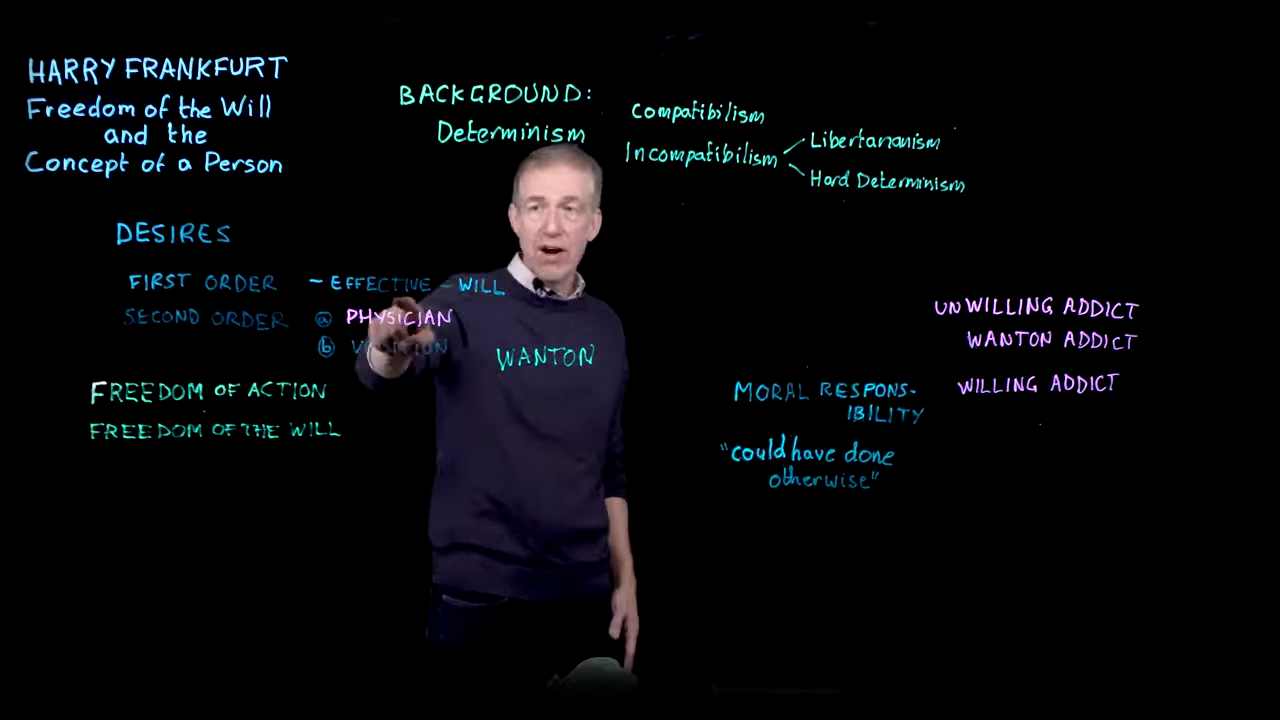 HARRY FRANKFURT
Freedom of the Will
and the
Concept of a Person
BACKGROUND:
Determinism
Compatibilism
Incompatibilism
Libertarianism
Hard Determinism
DESIRES
FIRST ORDER - EFFECTIVE - WILL
SECOND ORDER ⓐ PHYSICIAN
ⓑ
WANTON
FREEDOM OF ACTION
FREEDOM OF THE WILL
MORAL RESPONS-
IBILITY
"could have done
otherwise"
UNWILLING ADDICT
WANTON ADDICT
WILLING ADDICT